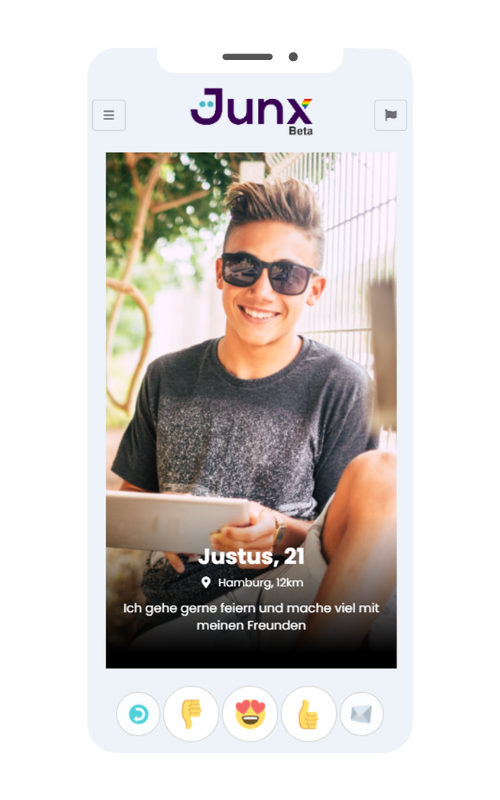 Junx
Beta
Justus, 21
Hamburg, 12km
Ich gehe gerne feiern und mache viel mit
meinen Freunden